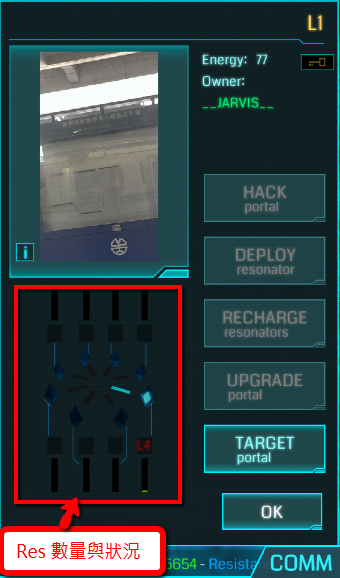 L1
Energy: 77
Owner:
__JARVIS__
HACK
portal
DEPLOY
resonator
RECHARGE
resonators
UPGRADE
portal
TARGET
portal
i
L4
OK
Res 數量與狀況
5654 - Resista
COMM